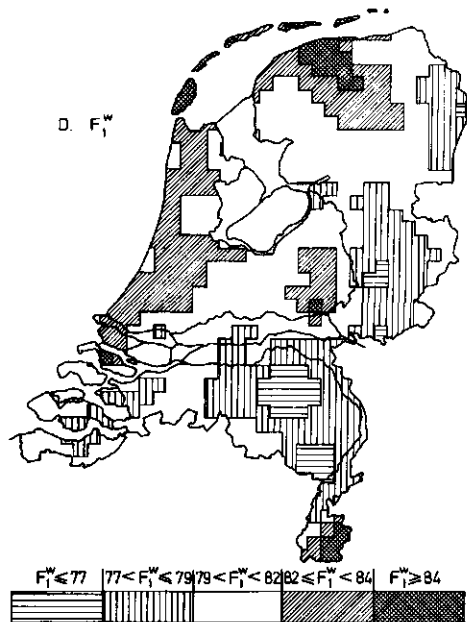 D. F₁ʷ
F₁ʷ ⩽ 77 77 < F₁ʷ ⩽ 79 79 < F₁ʷ < 82 82 ⩽ F₁ʷ < 84 F₁ʷ ⩾ 84